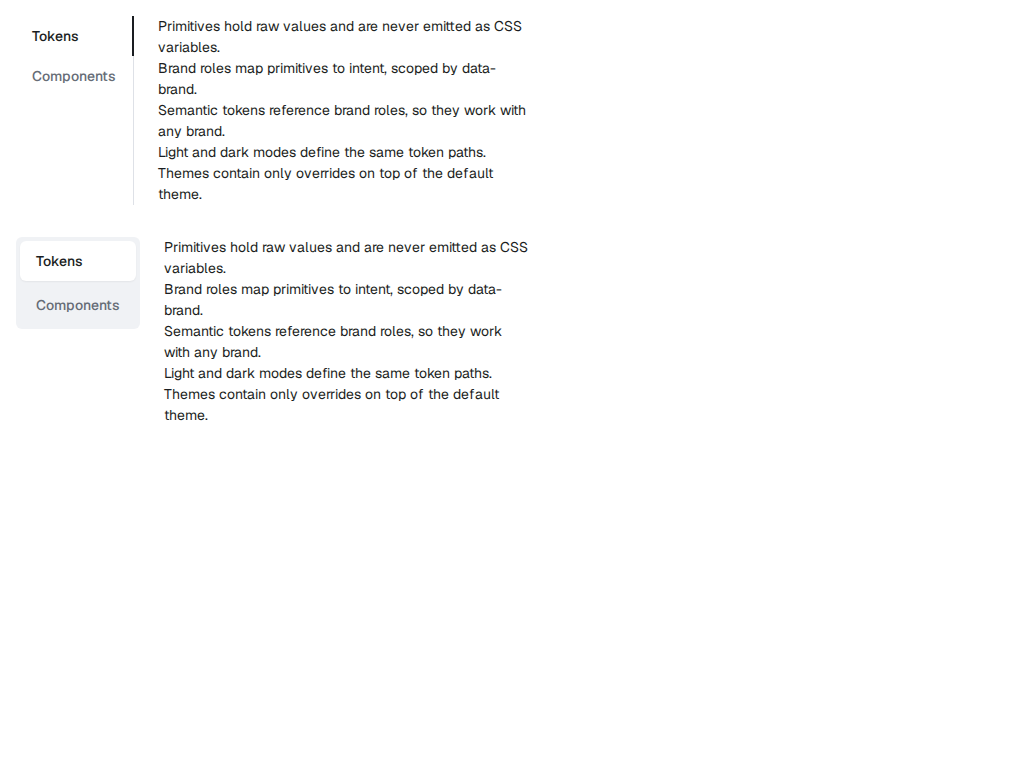 Tokens
Components
Primitives hold raw values and are never emitted as CSS
variables.
Brand roles map primitives to intent, scoped by data-
brand.
Semantic tokens reference brand roles, so they work with
any brand.
Light and dark modes define the same token paths.
Themes contain only overrides on top of the default
theme.
Tokens
Components
Primitives hold raw values and are never emitted as CSS
variables.
Brand roles map primitives to intent, scoped by data-
brand.
Semantic tokens reference brand roles, so they work
with any brand.
Light and dark modes define the same token paths.
Themes contain only overrides on top of the default
theme.